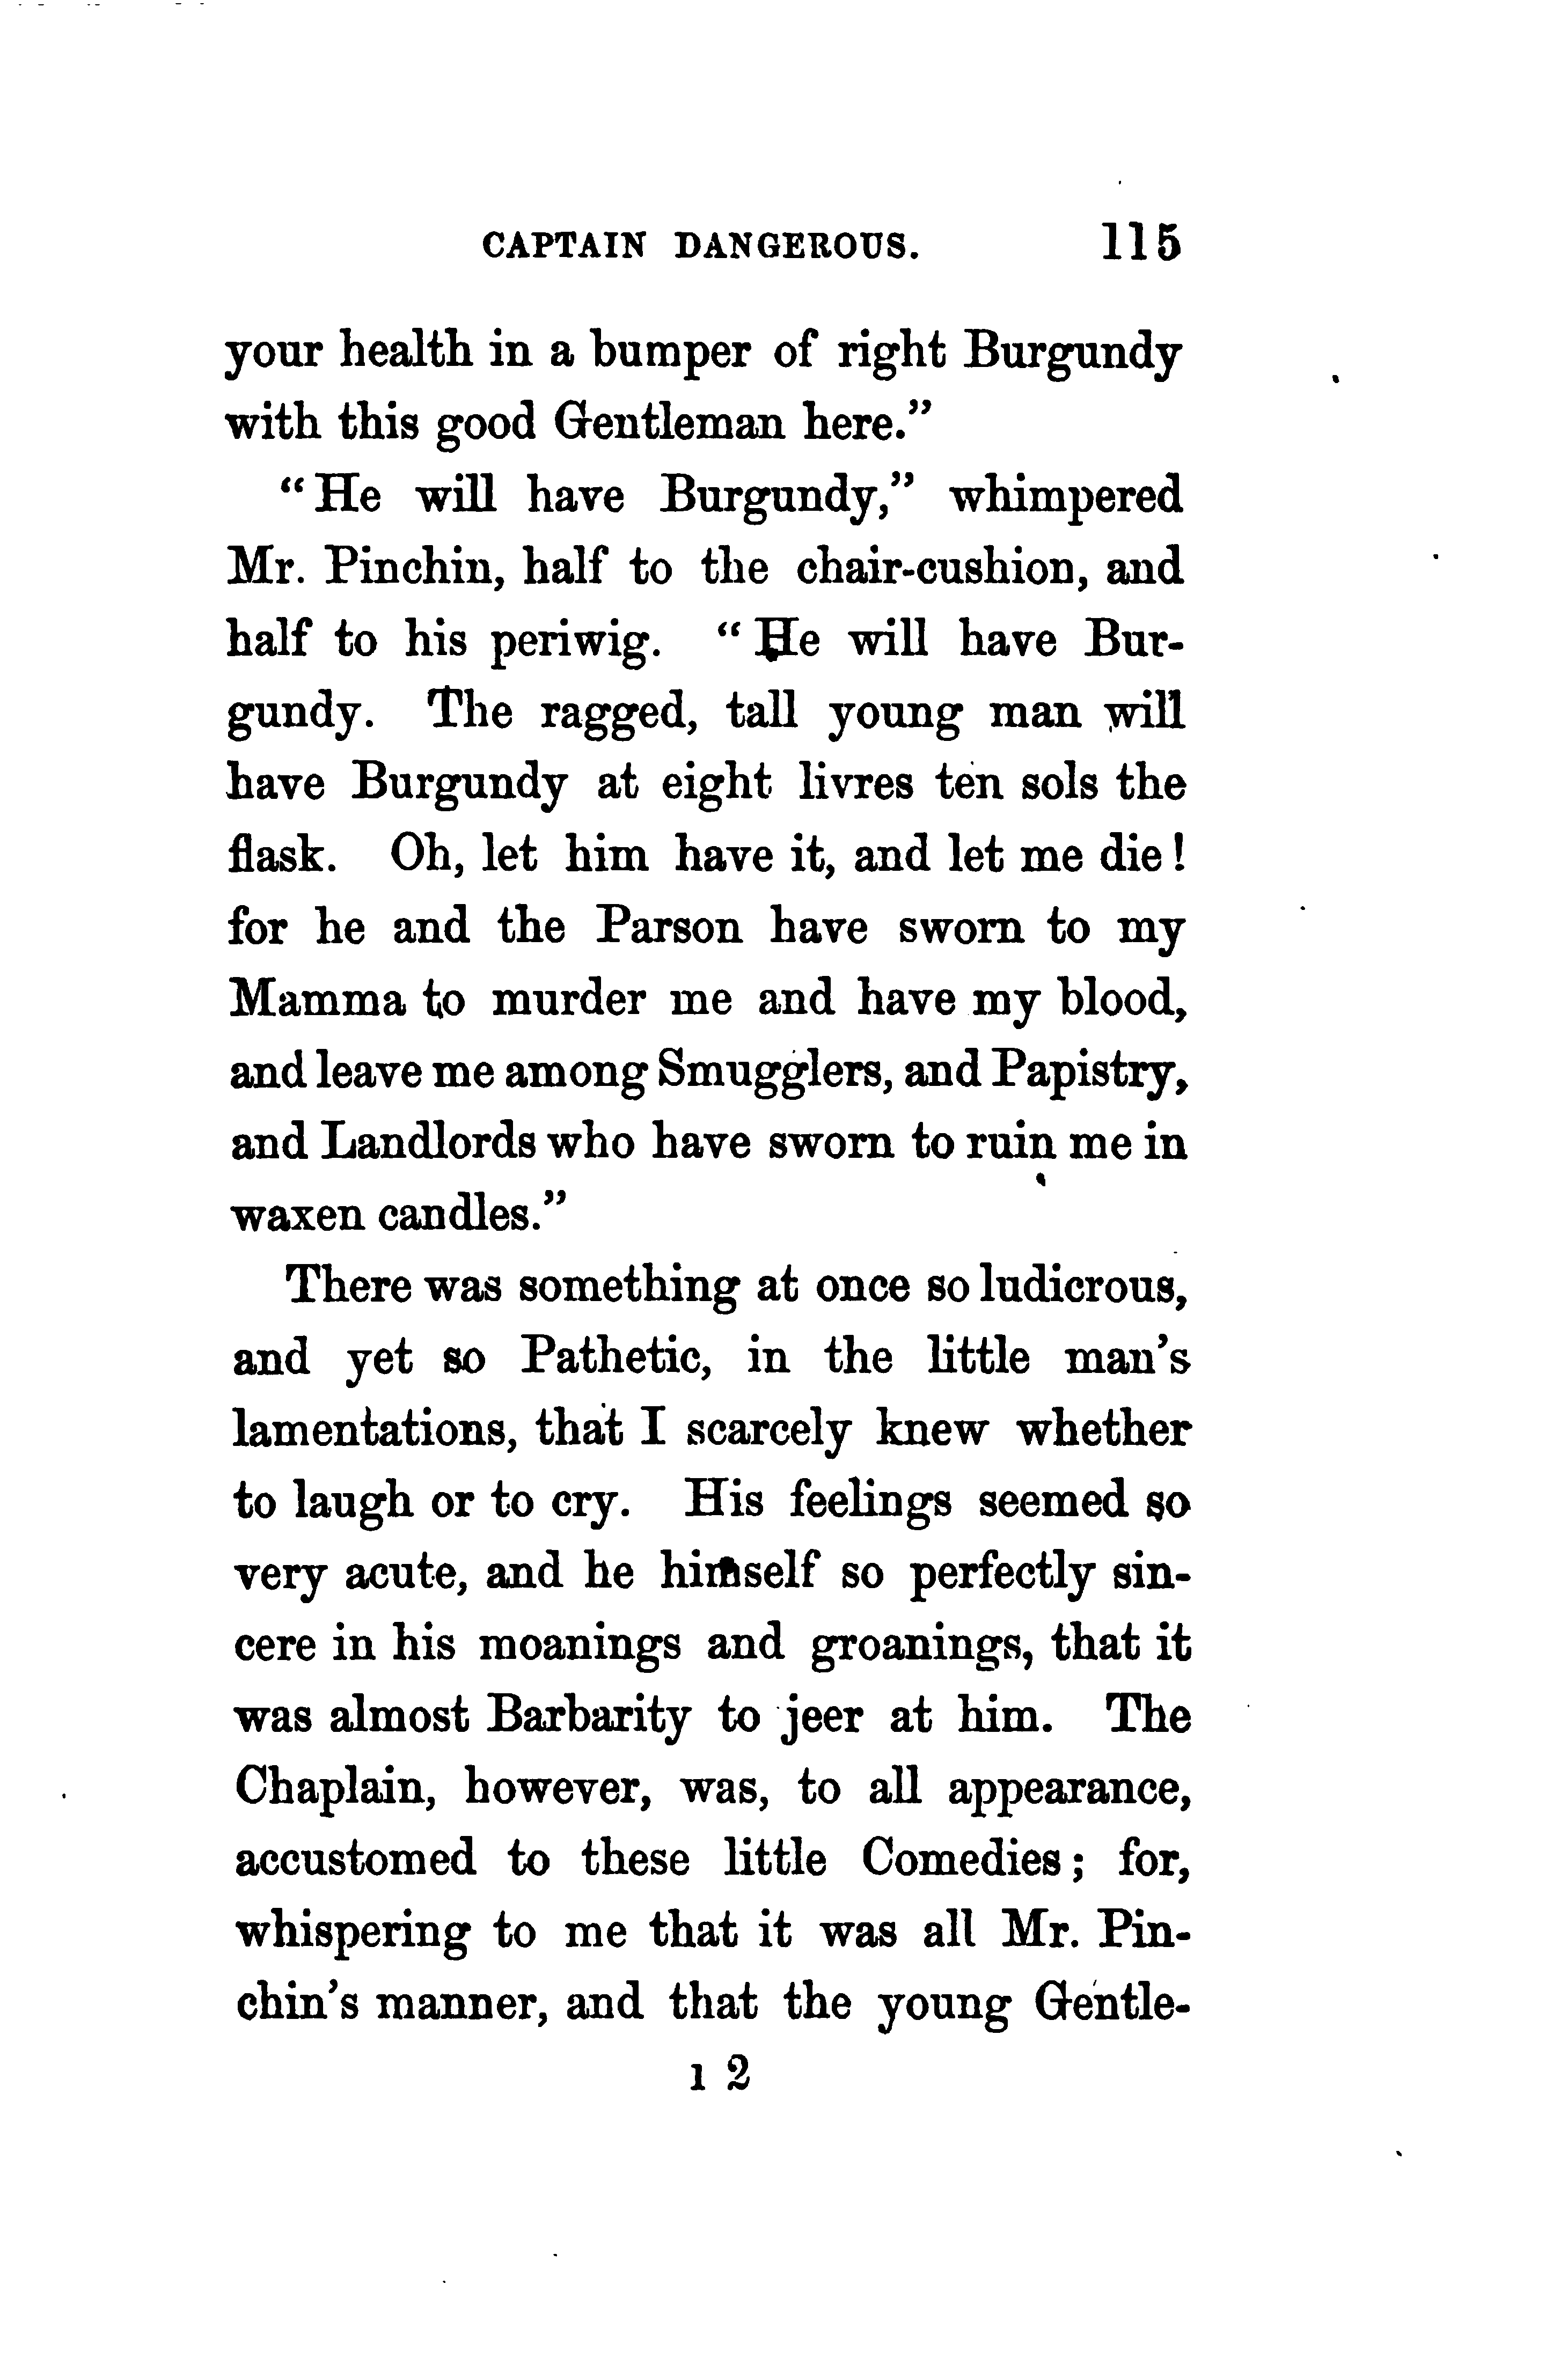 CAPTAIN DANGEROUS. 115
your health in a bumper of right Burgundy
with this good Gentleman here.”
“He will have Burgundy,” whimpered
Mr. Pinchin, half to the chair-cushion, and
half to his periwig. “He will have Bur-
gundy. The ragged, tall young man will
have Burgundy at eight livres ten sols the
flask. Oh, let him have it, and let me die!
for he and the Parson have sworn to my
Mamma to murder me and have my blood,
and leave me among Smugglers, and Papistry,
and Landlords who have sworn to ruin me in
waxen candles.”
There was something at once so ludicrous,
and yet so Pathetic, in the little man’s
lamentations, that I scarcely knew whether
to laugh or to cry. His feelings seemed so
very acute, and he himself so perfectly sin-
cere in his moanings and groanings, that it
was almost Barbarity to jeer at him. The
Chaplain, however, was, to all appearance,
accustomed to these little Comedies; for,
whispering to me that it was all Mr. Pin-
chin’s manner, and that the young Gentle-
I 2